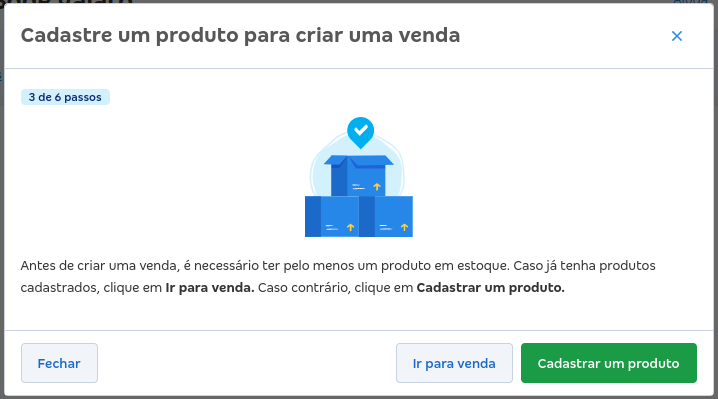 Cadastre um produto para criar uma venda
3 de 6 passos
Antes de criar uma venda, é necessário ter pelo menos um produto em estoque. Caso já tenha produtos
cadastrados, clique em Ir para venda. Caso contrário, clique em Cadastrar um produto.
Fechar
Ir para venda
Cadastrar um produto